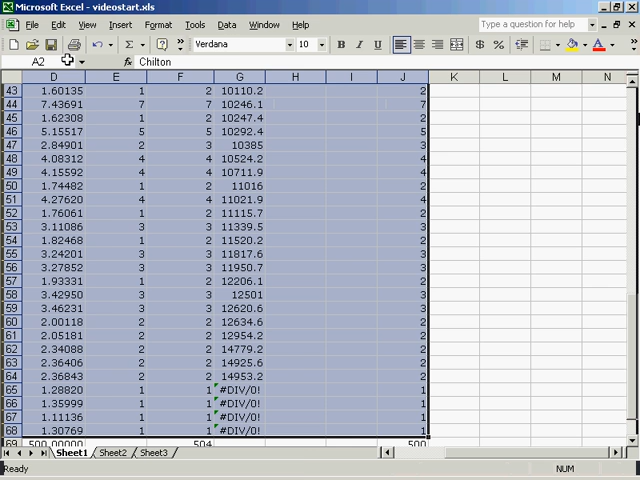 Microsoft Excel - videostart.xls
File Edit View Insert Format Tools Data Window Help Type a question for help
Verdana 10 B I U $ %
A2 fx Chilton
D E F G H I J K L M N
43 1.60135 1 2 10110.2 2
44 7.43691 7 7 10246.1 7
45 1.62308 1 2 10247.4 2
46 5.15517 5 5 10292.4 5
47 2.84901 2 3 10385 3
48 4.08312 4 4 10524.2 4
49 4.15592 4 4 10711.9 4
50 1.74482 1 2 11016 2
51 4.27620 4 4 11021.9 4
52 1.76061 1 2 11115.7 2
53 3.11086 3 3 11339.5 3
54 1.82468 1 2 11520.2 2
55 3.24201 3 3 11817.6 3
56 3.27852 3 3 11950.7 3
57 1.93331 1 2 12206.1 2
58 3.42950 3 3 12501 3
59 3.46231 3 3 12620.6 3
60 2.00118 2 2 12634.6 2
61 2.05181 2 2 12954.2 2
62 2.34088 2 2 14779.2 2
63 2.36406 2 2 14925.6 2
64 2.36843 2 2 14953.2 2
65 1.28820 1 1 #DIV/0! 1
66 1.35999 1 1 #DIV/0! 1
67 1.11136 1 1 #DIV/0! 1
68 1.30769 1 1 #DIV/0! 1
69 500.00000 504 500
Sheet1 Sheet2 Sheet3
Ready NUM